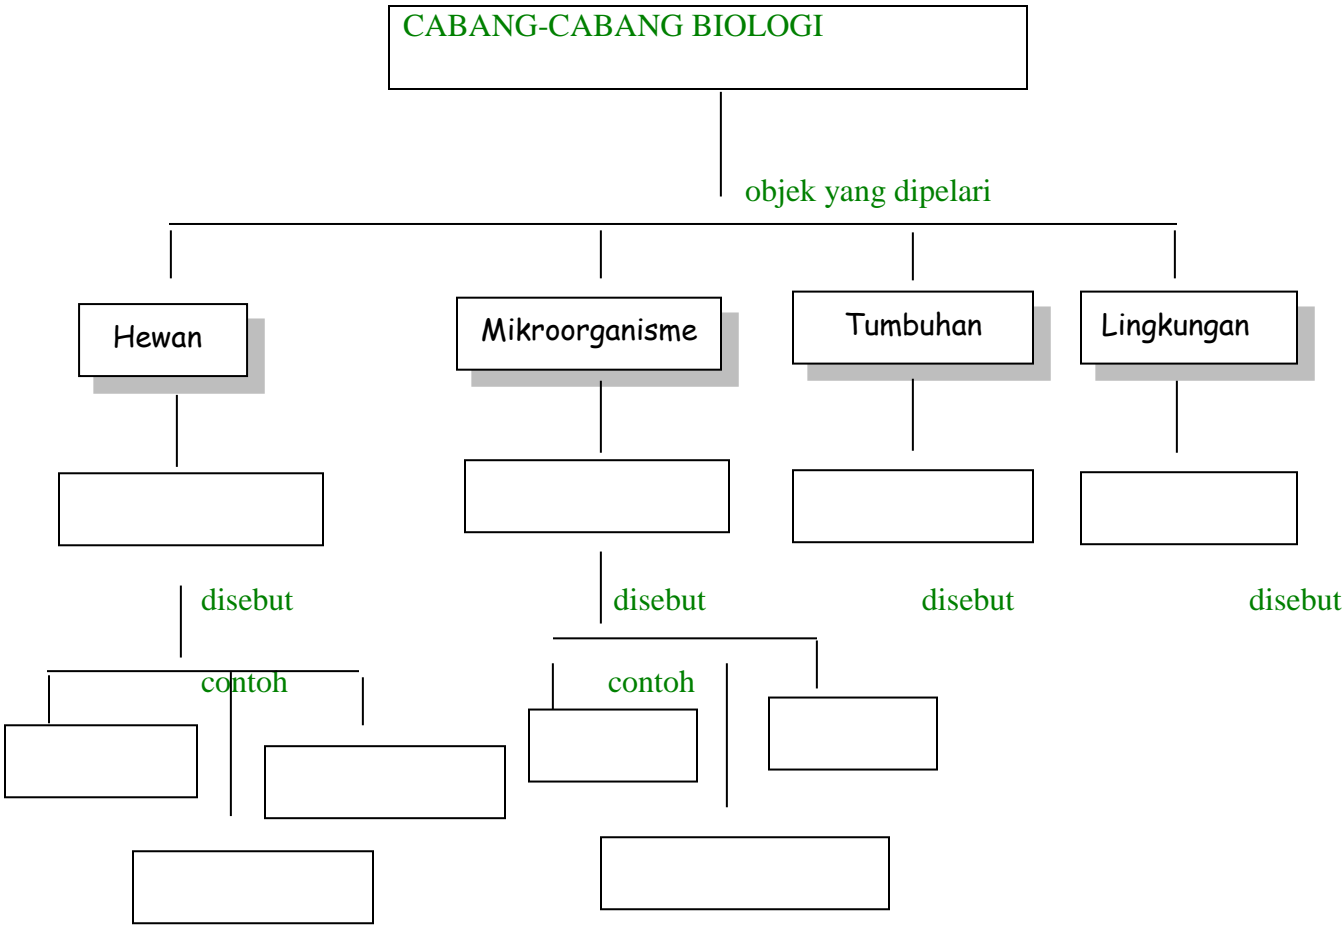 CABANG-CABANG BIOLOGI
objek yang dipelari
Hewan
Mikroorganisme
Tumbuhan
Lingkungan
disebut
disebut
disebut
disebut
contoh
contoh